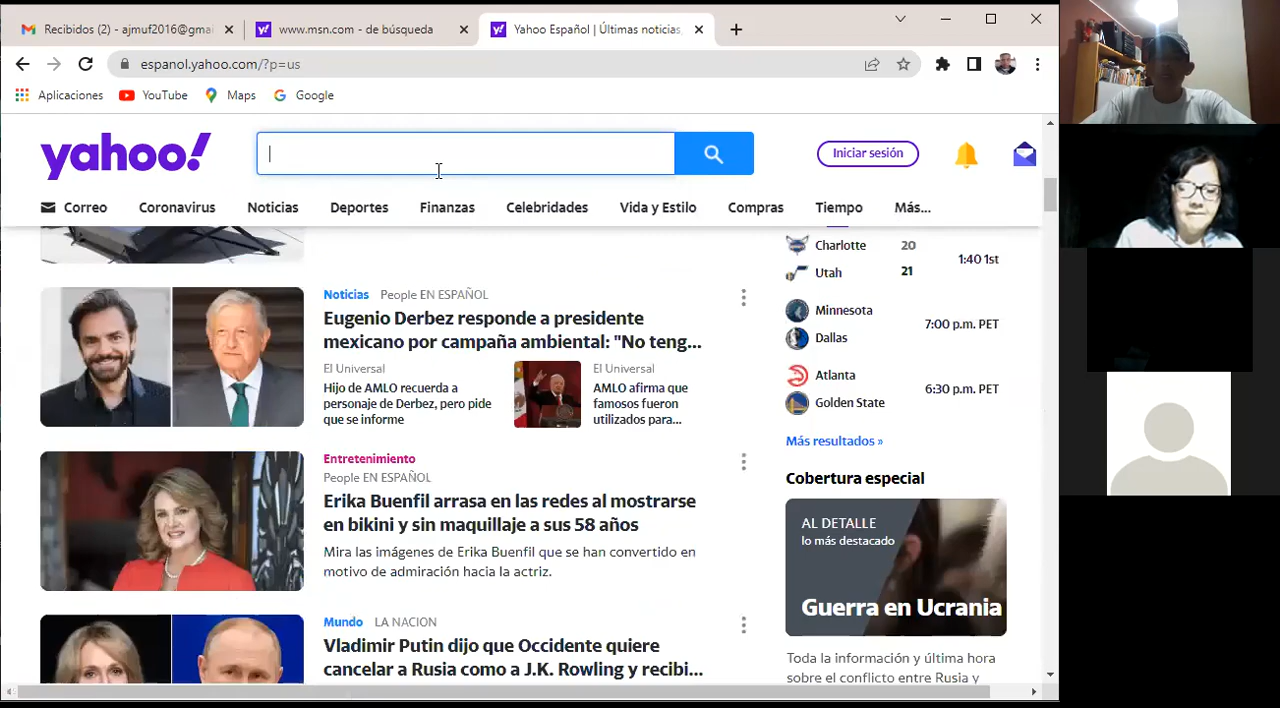 Recibidos (2) - ajmuf2016@gmai
www.msn.com - de búsqueda
Yahoo Español | Últimas noticias,
espanol.yahoo.com/?p=us
Aplicaciones
YouTube
Maps
Google
yahoo!
Iniciar sesión
Correo
Coronavirus
Noticias
Deportes
Finanzas
Celebridades
Vida y Estilo
Compras
Tiempo
Más...
Noticias People EN ESPAÑOL
Eugenio Derbez responde a presidente
mexicano por campaña ambiental: "No teng...
El Universal
Hijo de AMLO recuerda a
personaje de Derbez, pero pide
que se informe
El Universal
AMLO afirma que
famosos fueron
utilizados para...
Entretenimiento
People EN ESPAÑOL
Erika Buenfil arrasa en las redes al mostrarse
en bikini y sin maquillaje a sus 58 años
Mira las imágenes de Erika Buenfil que se han convertido en
motivo de admiración hacia la actriz.
Mundo LA NACION
Vladimir Putin dijo que Occidente quiere
cancelar a Rusia como a J.K. Rowling y recibi...
Charlotte 20
Utah 21
1:40 1st
Minnesota
Dallas
7:00 p.m. PET
Atlanta
Golden State
6:30 p.m. PET
Más resultados »
Cobertura especial
AL DETALLE
lo más destacado
Guerra en Ucrania
Toda la información y última hora
sobre el conflicto entre Rusia y